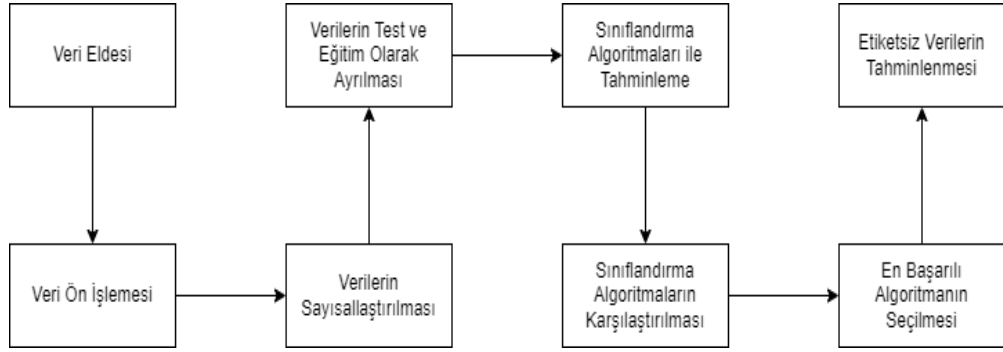 Veri Eldesi
Veri Ön İşlemesi
Verilerin
Sayısallaştırılması
Verilerin Test ve
Eğitim Olarak
Ayrılması
Sınıflandırma
Algoritmaları ile
Tahminleme
Sınıflandırma
Algoritmaların
Karşılaştırılması
En Başarılı
Algoritmanın
Seçilmesi
Etiketsiz Verilerin
Tahminlenmesi